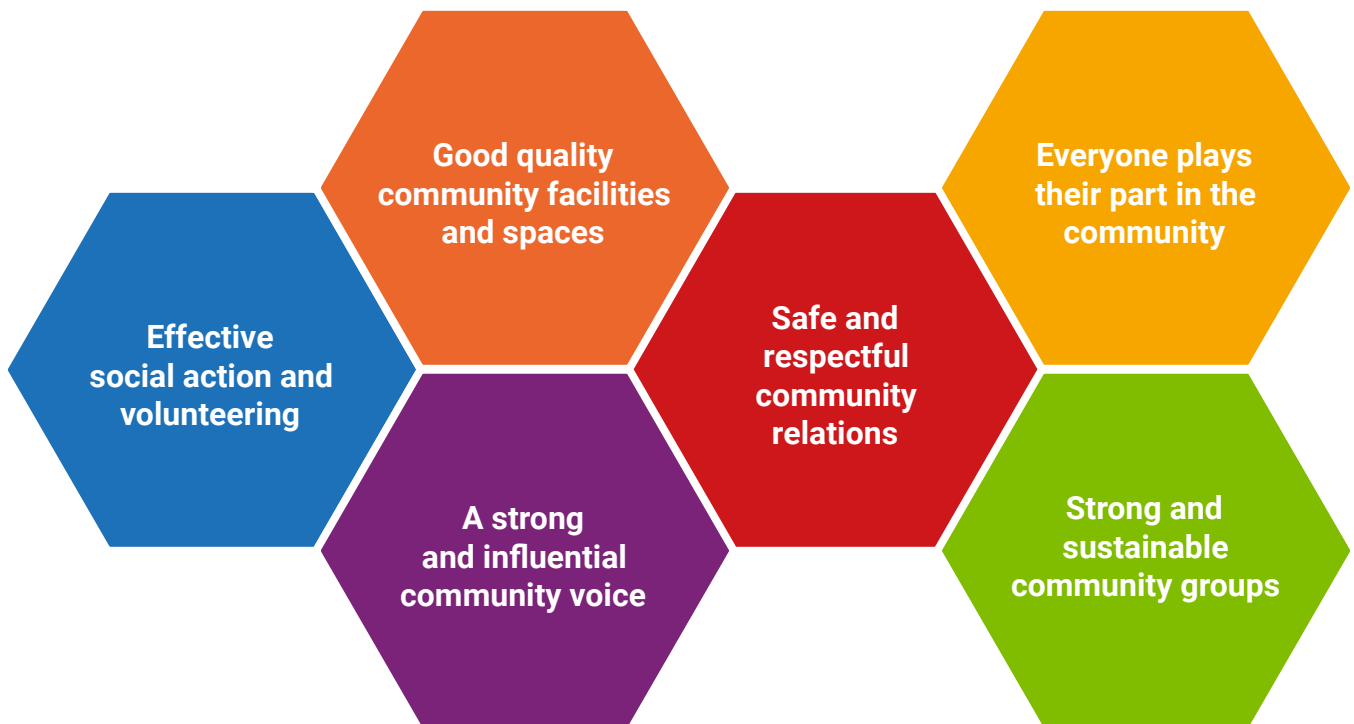 Good quality
community facilities
and spaces
Everyone plays
their part in the
community
Effective
social action and
volunteering
Safe and
respectful
community
relations
A strong
and influential
community voice
Strong and
sustainable
community groups